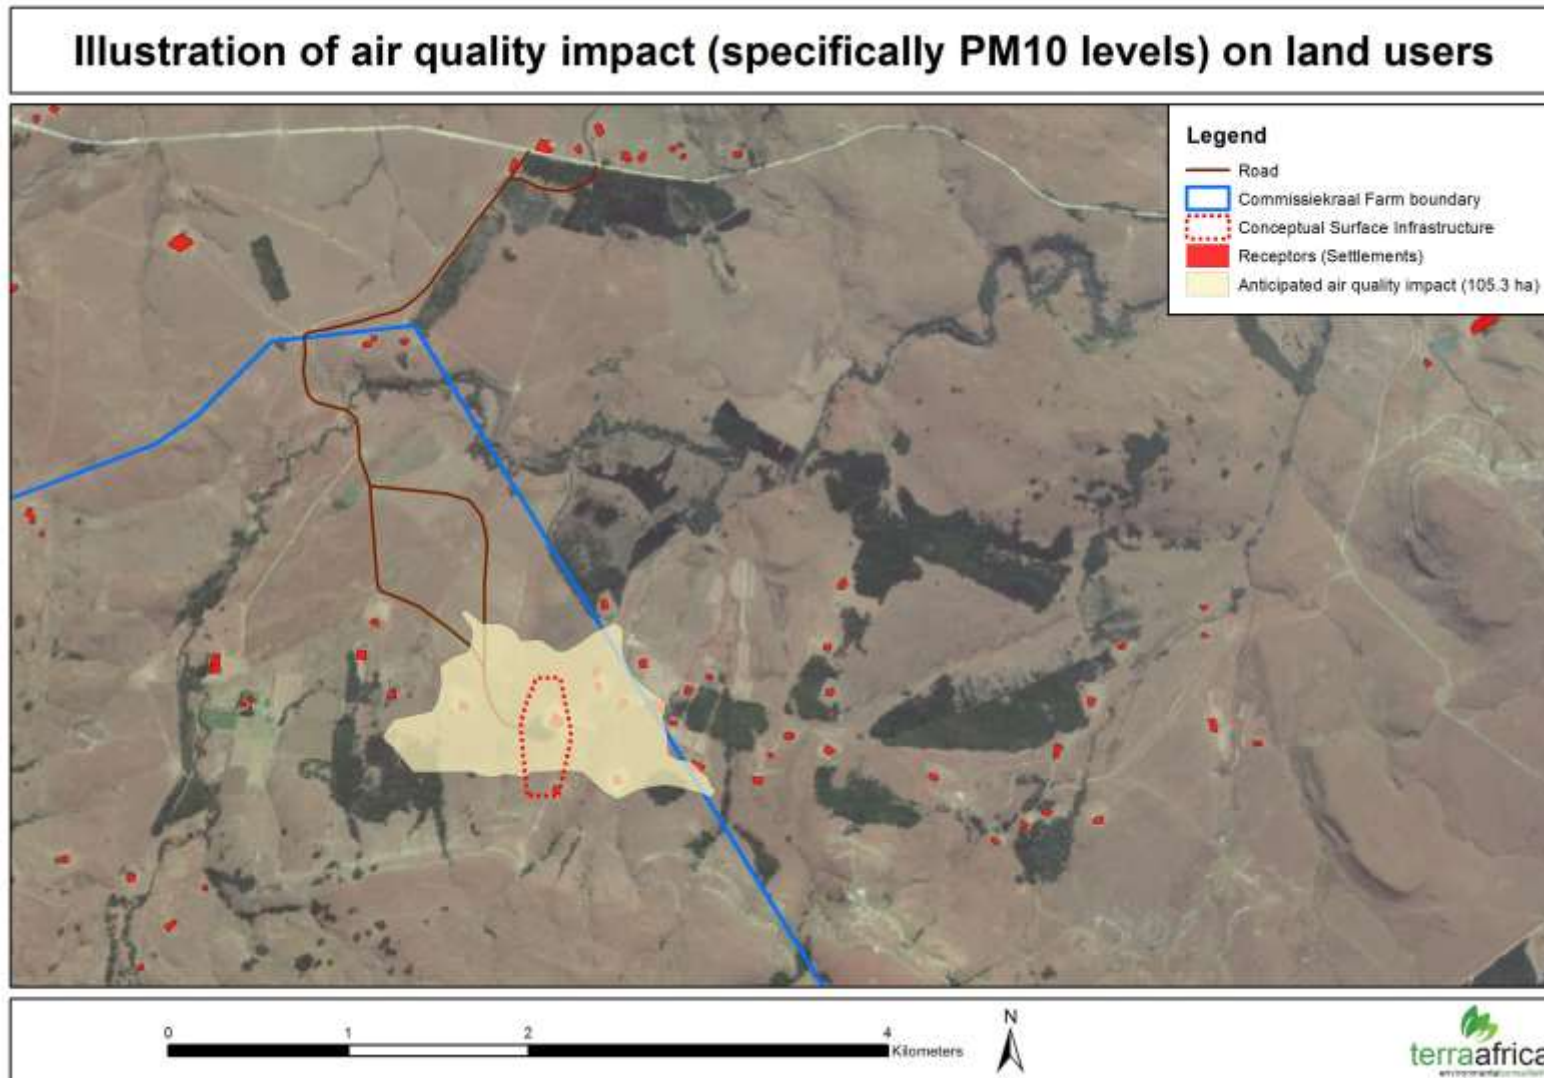 Illustration of air quality impact (specifically PM10 levels) on land users
Legend
Road
Commissiekraal Farm boundary
Conceptual Surface Infrastructure
Receptors (Settlements)
Anticipated air quality impact (105.3 ha)
0 1 2 4
Kilometers
N
terraafrica